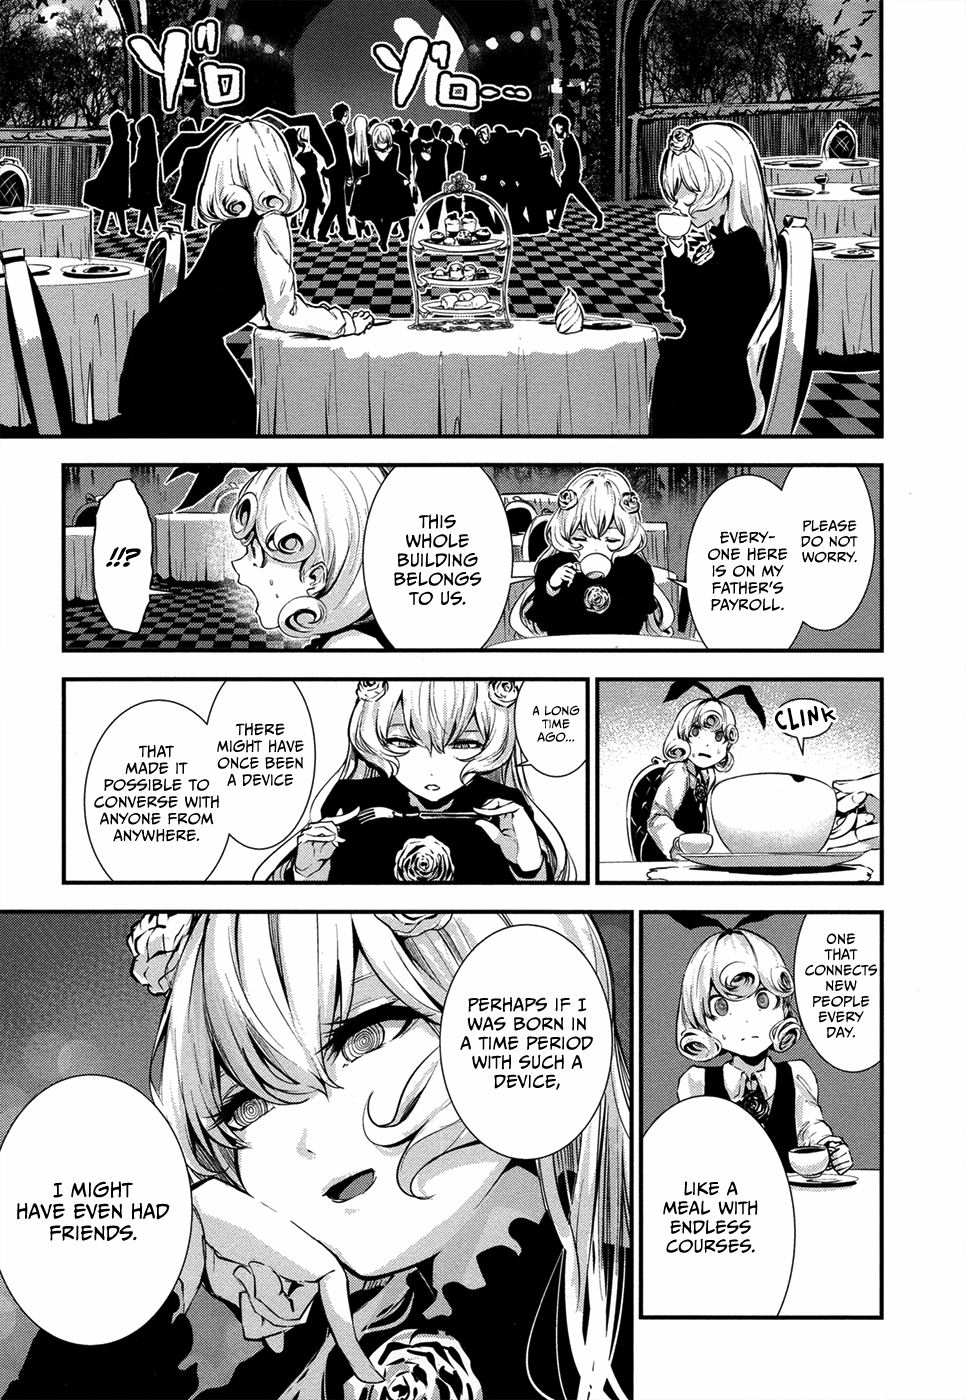 ゾロ
ゾロ...
PLEASE
DO NOT
WORRY.
EVERY-
ONE HERE
IS ON MY
FATHER'S
PAYROLL.
THIS
WHOLE
BUILDING
BELONGS
TO US.
!!?
CLINK
A LONG
TIME
AGO...
THERE
MIGHT HAVE
ONCE BEEN
A DEVICE
THAT
MADE IT
POSSIBLE TO
CONVERSE WITH
ANYONE FROM
ANYWHERE.
ONE
THAT
CONNECTS
NEW
PEOPLE
EVERY
DAY.
LIKE A
MEAL WITH
ENDLESS
COURSES.
PERHAPS IF I
WAS BORN IN
A TIME PERIOD
WITH SUCH A
DEVICE,
I MIGHT
HAVE EVEN HAD
FRIENDS.